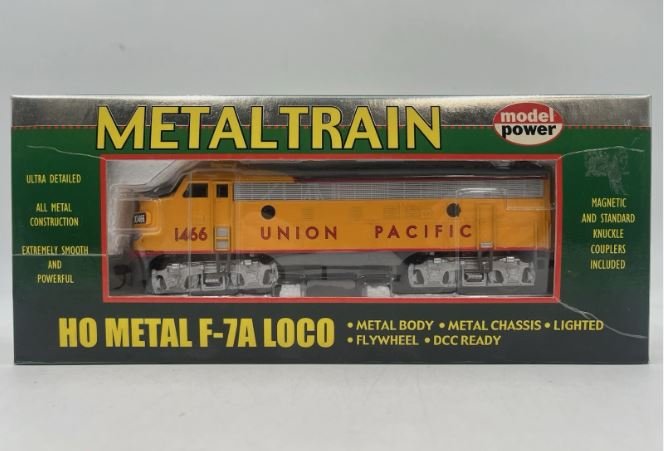 METALTRAIN
model
power
ULTRA DETAILED
ALL METAL
CONSTRUCTION
EXTREMELY SMOOTH
AND
POWERFUL
1466
1466 UNION PACIFIC
MAGNETIC
AND STANDARD
KNUCKLE
COUPLERS
INCLUDED
HO METAL F-7A LOCO
• METAL BODY • METAL CHASSIS • LIGHTED
• FLYWHEEL • DCC READY